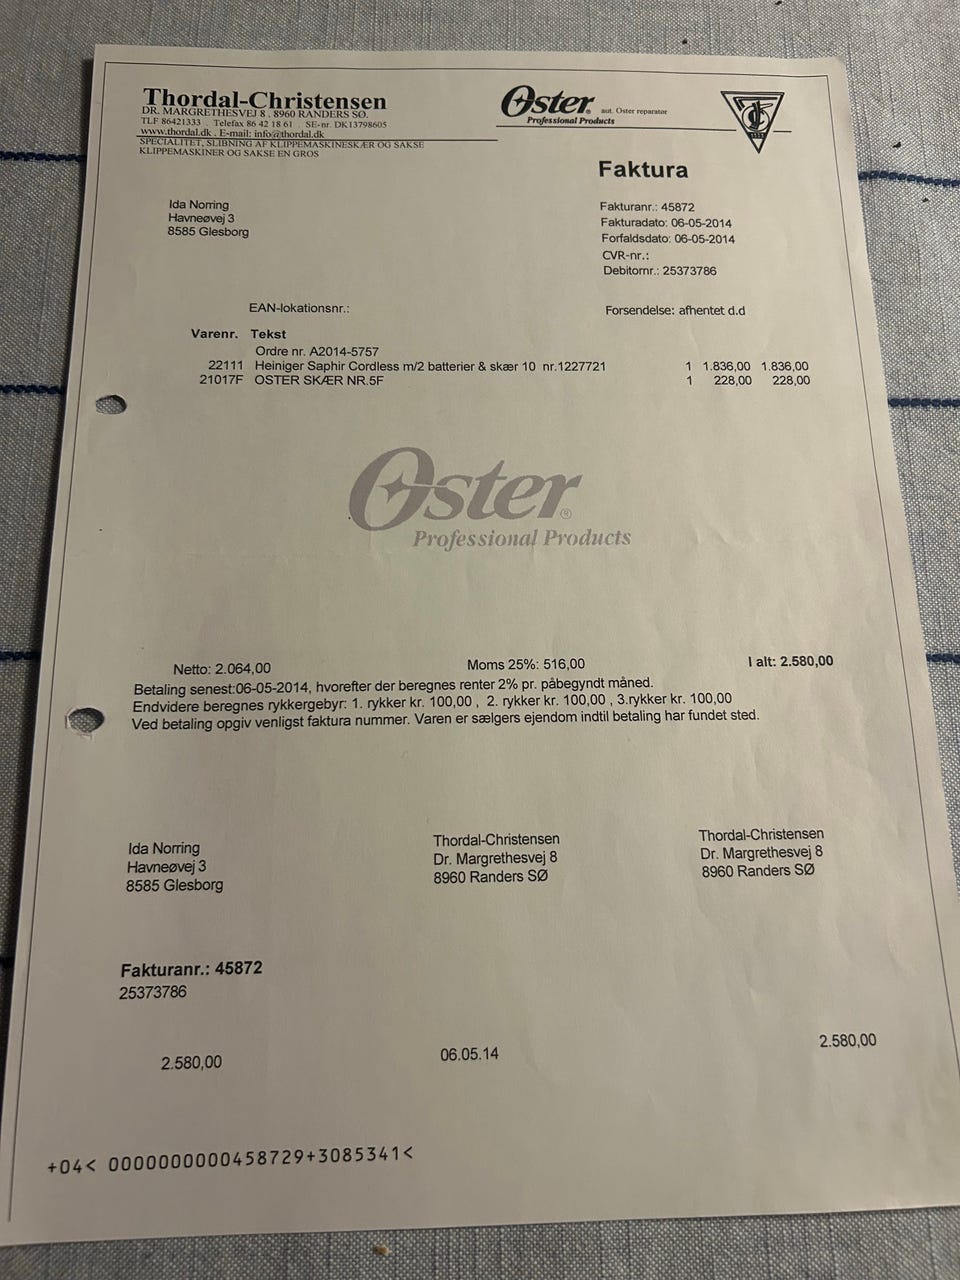 Thordal-Christensen
DR. MARGRETHESVEJ 8 . 8960 RANDERS SØ.
TLF 86421333 . Telefax 86 42 18 61 . SE-nr. DK13798605
www.thordal.dk . E-mail: info@thordal.dk
SPECIALITET, SLIBNING AF KLIPPEMASKINESKÆR OG SAKSE
KLIPPEMASKINER OG SAKSE EN GROS
Oster aut. Oster reparatør
Professional Products
Faktura
Ida Norring
Havneøvej 3
8585 Glesborg
Fakturanr.: 45872
Fakturadato: 06-05-2014
Forfaldsdato: 06-05-2014
CVR-nr.:
Debitornr.: 25373786
EAN-lokationsnr.:
Forsendelse: afhentet d.d
Varenr. Tekst
Ordre nr. A2014-5757
22111 Heiniger Saphir Cordless m/2 batterier & skær 10 nr.1227721 1 1.836,00 1.836,00
21017F OSTER SKÆR NR.5F 1 228,00 228,00
Oster®
Professional Products
Netto: 2.064,00 Moms 25%: 516,00 I alt: 2.580,00
Betaling senest:06-05-2014, hvorefter der beregnes renter 2% pr. påbegyndt måned.
Endvidere beregnes rykkergebyr: 1. rykker kr. 100,00 , 2. rykker kr. 100,00 , 3.rykker kr. 100,00
Ved betaling opgiv venligst faktura nummer. Varen er sælgers ejendom indtil betaling har fundet sted.
Ida Norring
Havneøvej 3
8585 Glesborg
Thordal-Christensen
Dr. Margrethesvej 8
8960 Randers SØ
Thordal-Christensen
Dr. Margrethesvej 8
8960 Randers SØ
Fakturanr.: 45872
25373786
2.580,00 06.05.14 2.580,00
+04< 0000000000458729+3085341<